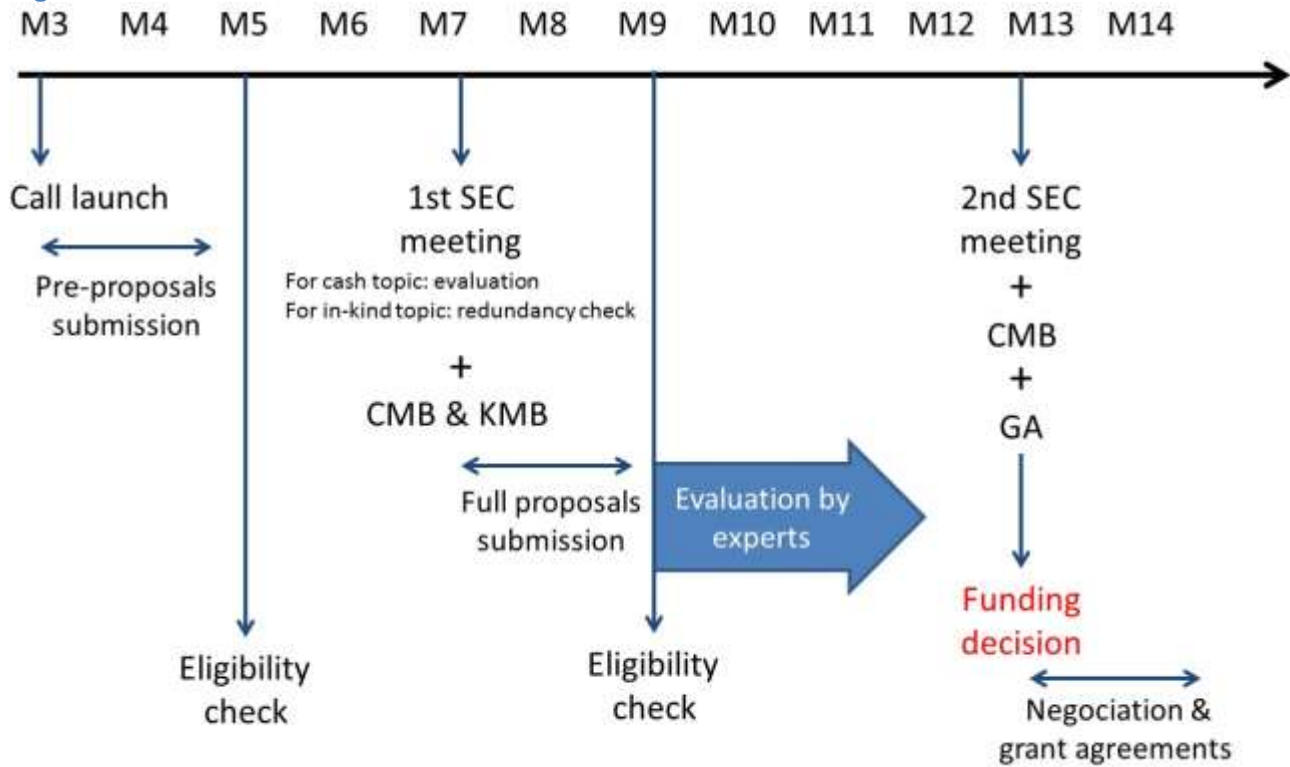 M3 M4 M5 M6 M7 M8 M9 M10 M11 M12 M13 M14
Call launch
Pre-proposals
submission
Eligibility
check
1st SEC
meeting
For cash topic: evaluation
For in-kind topic: redundancy check
+
CMB & KMB
Full proposals
submission
Eligibility
check
Evaluation by
experts
2nd SEC
meeting
+
CMB
+
GA
Funding
decision
Negociation &
grant agreements